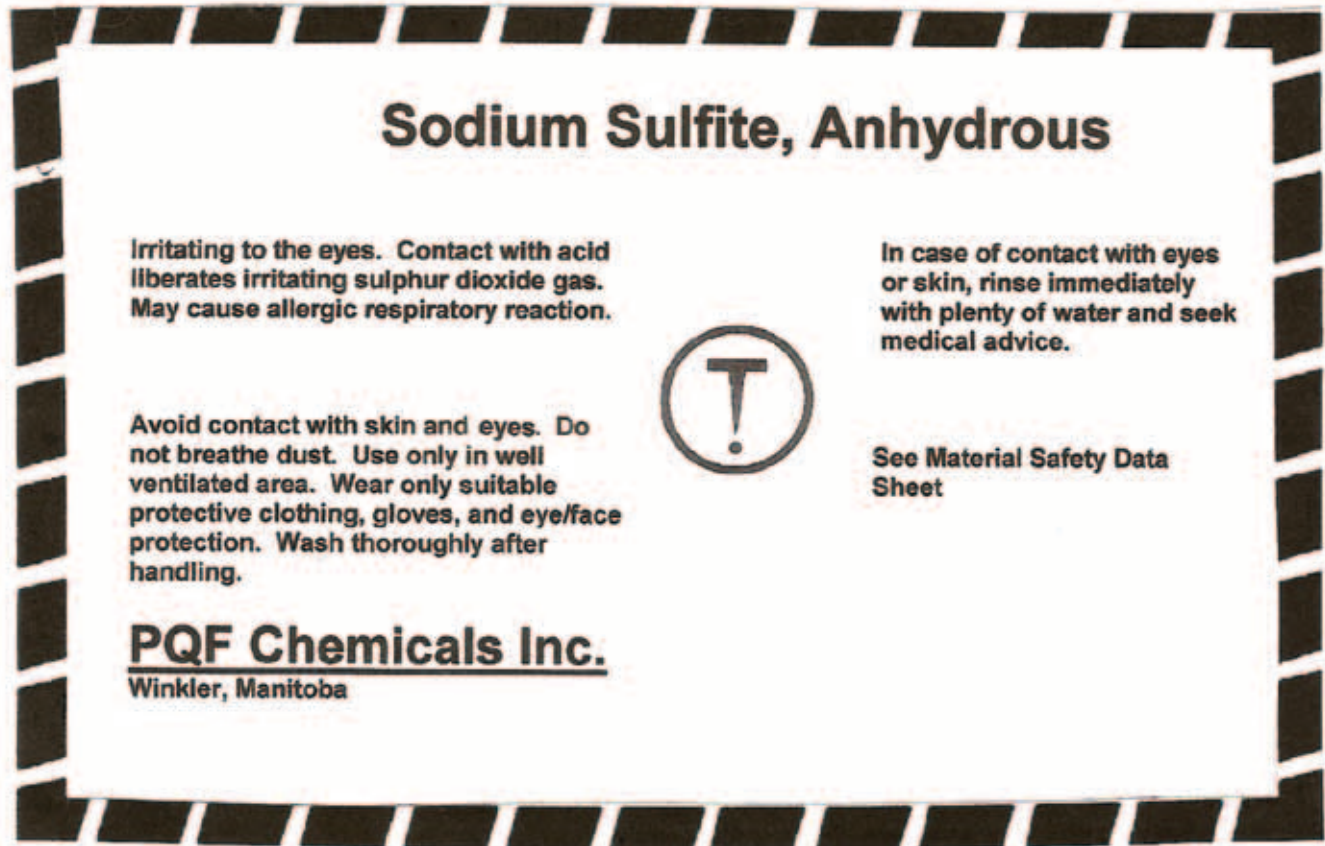 Sodium Sulfite, Anhydrous
Irritating to the eyes. Contact with acid
liberates irritating sulphur dioxide gas.
May cause allergic respiratory reaction.
Avoid contact with skin and eyes. Do
not breathe dust. Use only in well
ventilated area. Wear only suitable
protective clothing, gloves, and eye/face
protection. Wash thoroughly after
handling.
PQF Chemicals Inc.
Winkler, Manitoba
T
In case of contact with eyes
or skin, rinse immediately
with plenty of water and seek
medical advice.
See Material Safety Data
Sheet